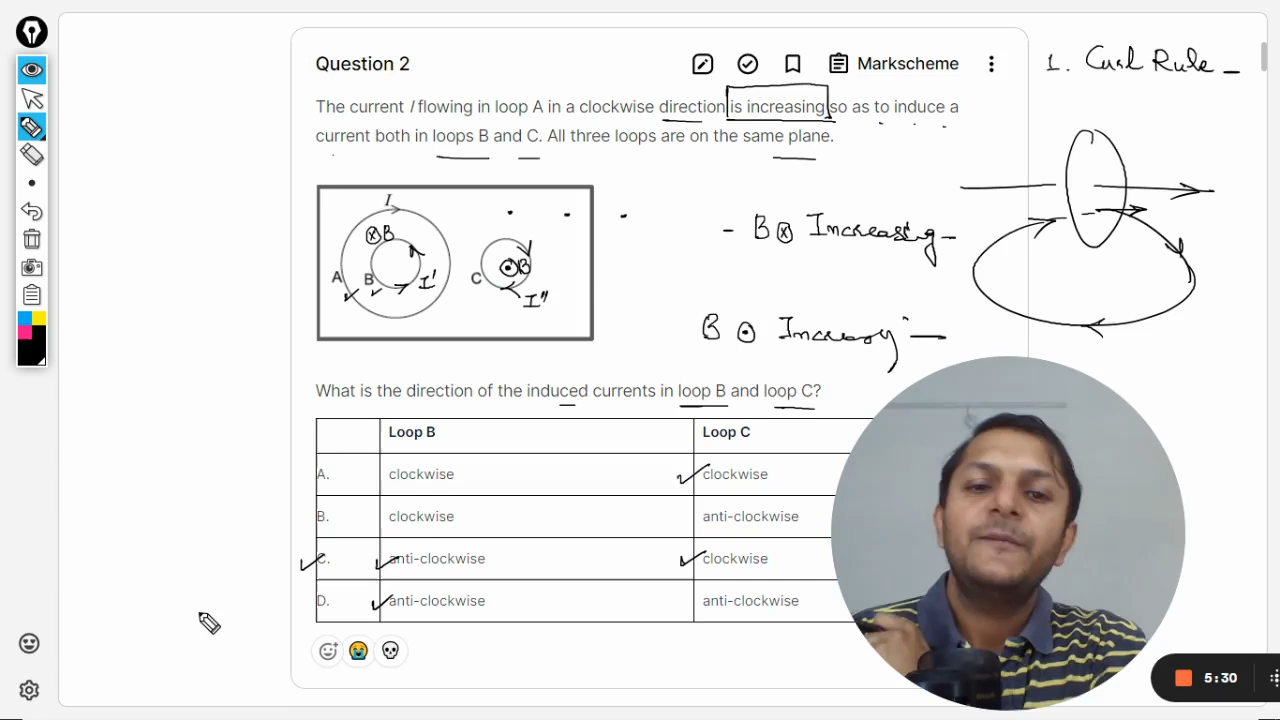 Question 2
Markscheme
1. Curl Rule -
The current I flowing in loop A in a clockwise direction is increasing so as to induce a
current both in loops B and C. All three loops are on the same plane.
I
B
A
B
I'
C
B
I"
- B ⊗ Increasing -
B ⊙ Increasing -
What is the direction of the induced currents in loop B and loop C?
Loop B Loop C
A. clockwise clockwise
B. clockwise anti-clockwise
C. anti-clockwise clockwise
D. anti-clockwise anti-clockwise
5:30